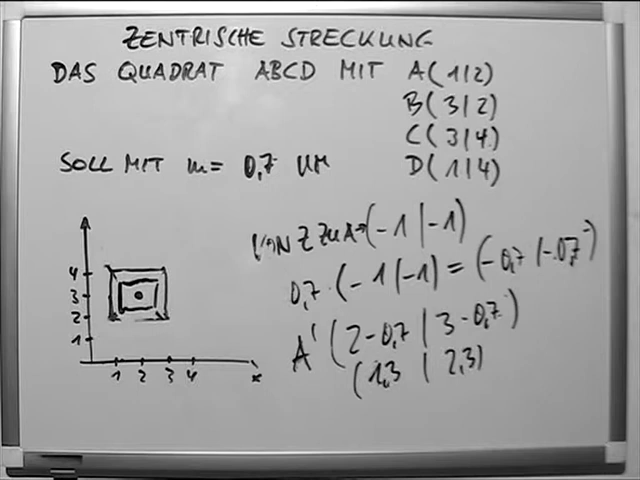 ZENTRISCHE STRECKUNG
DAS QUADRAT ABCD MIT A(1|2)
B(3|2)
C(3|4)
D(1|4)
SOLL MIT m= 0,7 UM
VON Z ZU A→(-1|-1)
0,7·(-1|-1) = (-0,7|-0,7)
A'(2-0,7|3-0,7)
(1,3|2,3)
4
3
2
1
1 2 3 4 x